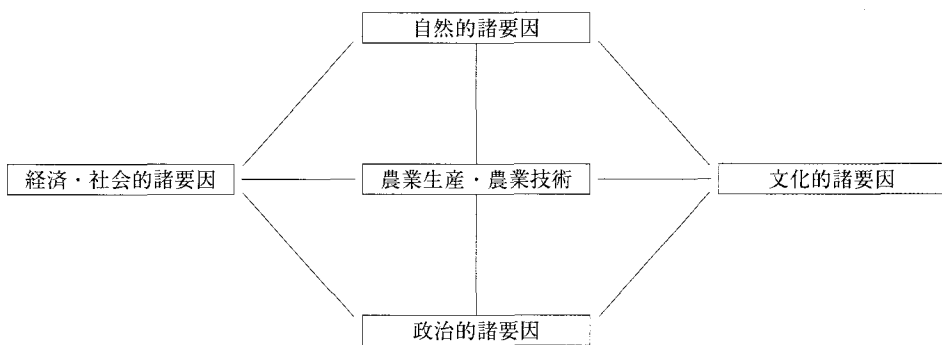 自然的諸要因
経済・社会的諸要因
農業生産・農業技術
文化的諸要因
政治的諸要因